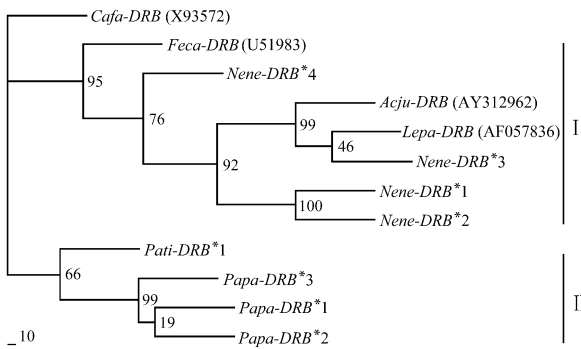 Cafa-DRB (X93572)
Feca-DRB (U51983)
95
Nene-DRB*4
76
Acju-DRB (AY312962)
99
Lepa-DRB (AF057836)
46
Nene-DRB*3
I
92
Nene-DRB*1
100
Nene-DRB*2
Pati-DRB*1
66
Papa-DRB*3
99
Papa-DRB*1
II
19
Papa-DRB*2
10